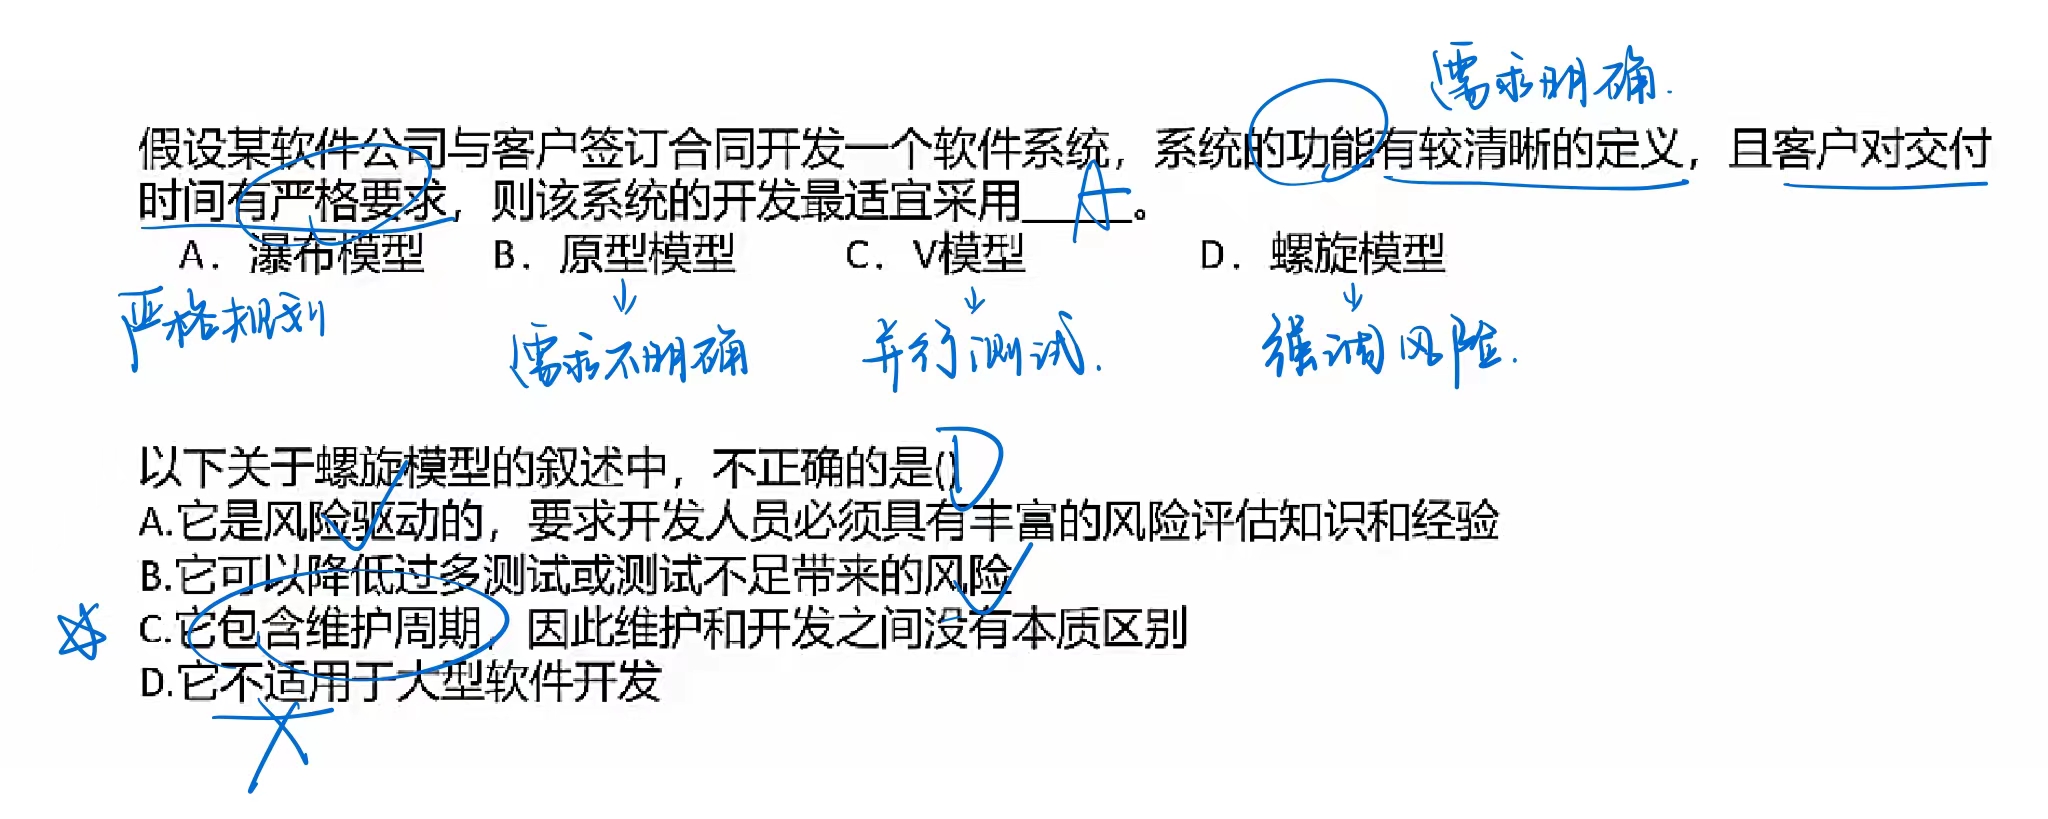 需求明确.
假设某软件公司与客户签订合同开发一个软件系统，系统的功能有较清晰的定义，且客户对交付
时间有严格要求，则该系统的开发最适宜采用_____。 A
A. 瀑布模型 B. 原型模型 C. V模型 D. 螺旋模型
严格规划 需求不明确 并行测试. 强调风险.
以下关于螺旋模型的叙述中，不正确的是() D
A.它是风险驱动的，要求开发人员必须具有丰富的风险评估知识和经验
B.它可以降低过多测试或测试不足带来的风险
C.它包含维护周期，因此维护和开发之间没有本质区别
D.它不适用于大型软件开发